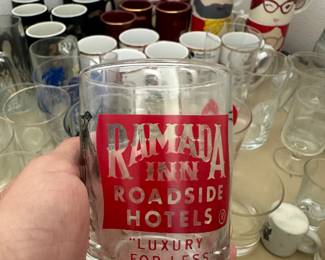 RAMADA
INN
ROADSIDE
HOTELS ®
"LUXURY
FOR LESS